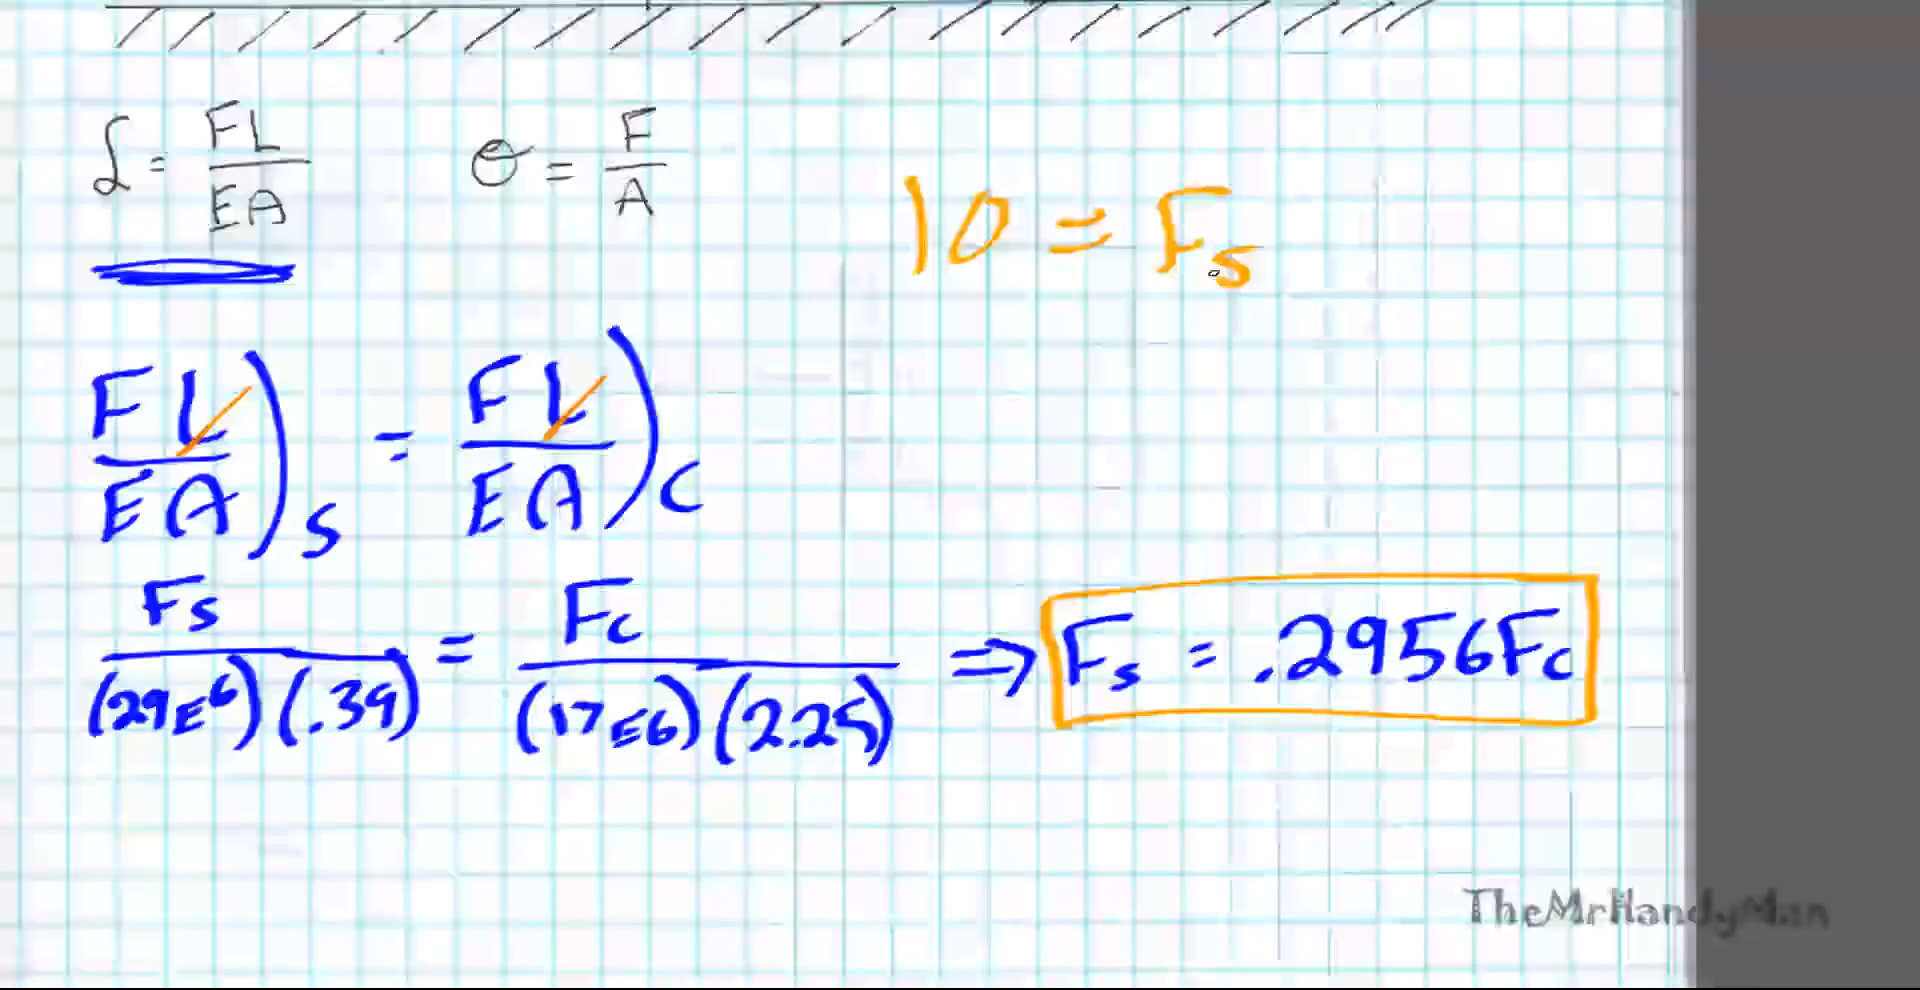 δ = FL/EA
σ = F/A
10 = Fs
FL/EA)s = FL/EA)c
Fs/(29E6)(.39) = Fc/(17E6)(2.25) ⇒ Fs = .2956Fc
TheMrHandyMan